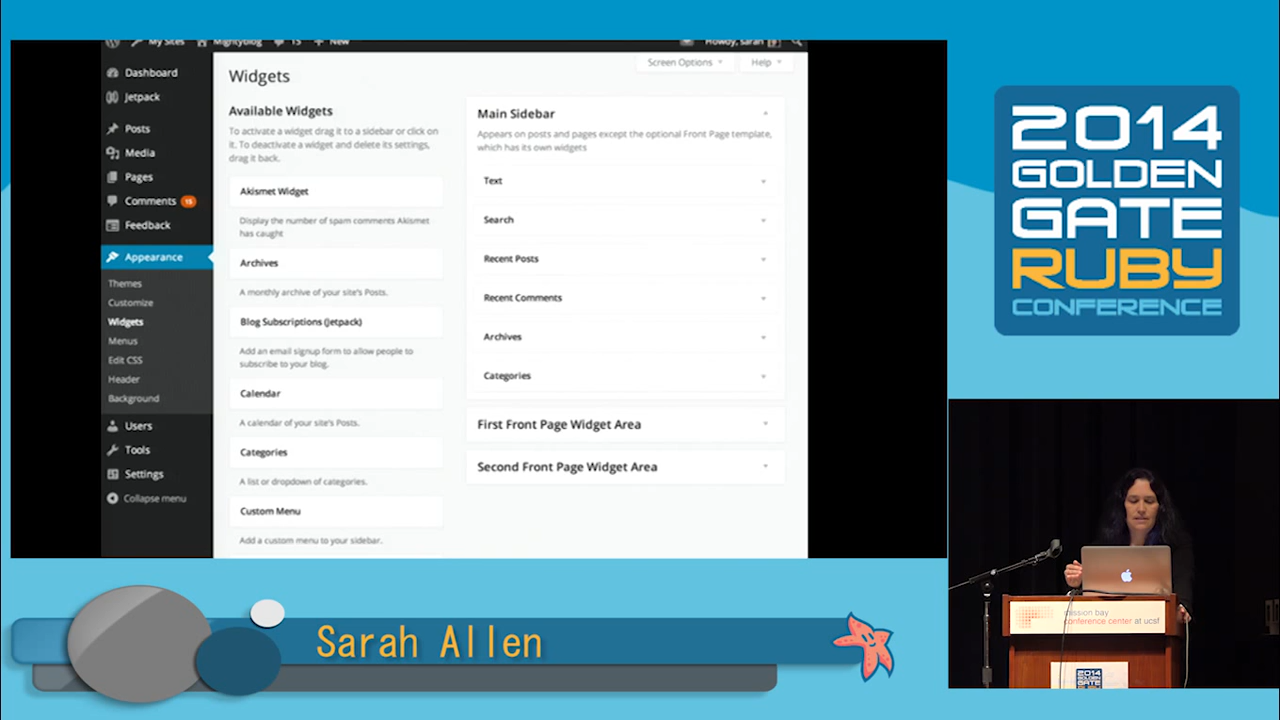 My Sites
Mightyblog
15
New
Howdy, sarah
Dashboard
Jetpack
Posts
Media
Pages
Comments 15
Feedback
Appearance
Themes
Customize
Widgets
Menus
Edit CSS
Header
Background
Users
Tools
Settings
Collapse menu
Screen Options
Help
Widgets
Available Widgets
To activate a widget drag it to a sidebar or click on
it. To deactivate a widget and delete its settings,
drag it back.
Akismet Widget
Display the number of spam comments Akismet
has caught
Archives
A monthly archive of your site's Posts.
Blog Subscriptions (Jetpack)
Add an email signup form to allow people to
subscribe to your blog.
Calendar
A calendar of your site's Posts.
Categories
A list or dropdown of categories.
Custom Menu
Add a custom menu to your sidebar.
Main Sidebar
Appears on posts and pages except the optional Front Page template,
which has its own widgets
Text
Search
Recent Posts
Recent Comments
Archives
Categories
First Front Page Widget Area
Second Front Page Widget Area
2014
GOLDEN
GATE
RUBY
CONFERENCE
mission bay
conference center at ucsf
2014
GOLDEN
GATE
Sarah Allen